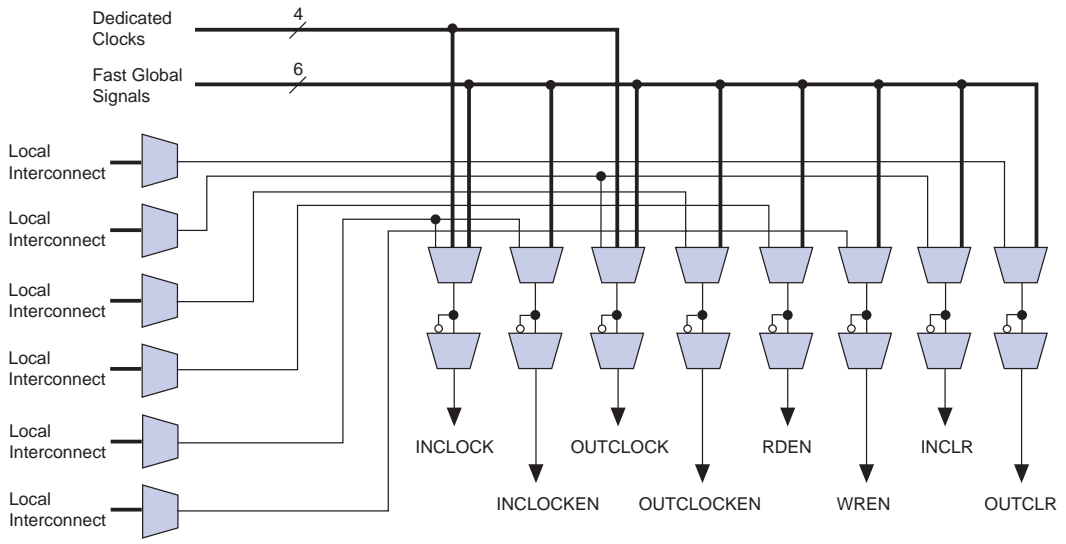 Dedicated
Clocks
4
Fast Global
Signals
6
Local
Interconnect
Local
Interconnect
Local
Interconnect
Local
Interconnect
Local
Interconnect
Local
Interconnect
INCLOCK
OUTCLOCK
RDEN
INCLR
INCLOCKEN
OUTCLOCKEN
WREN
OUTCLR